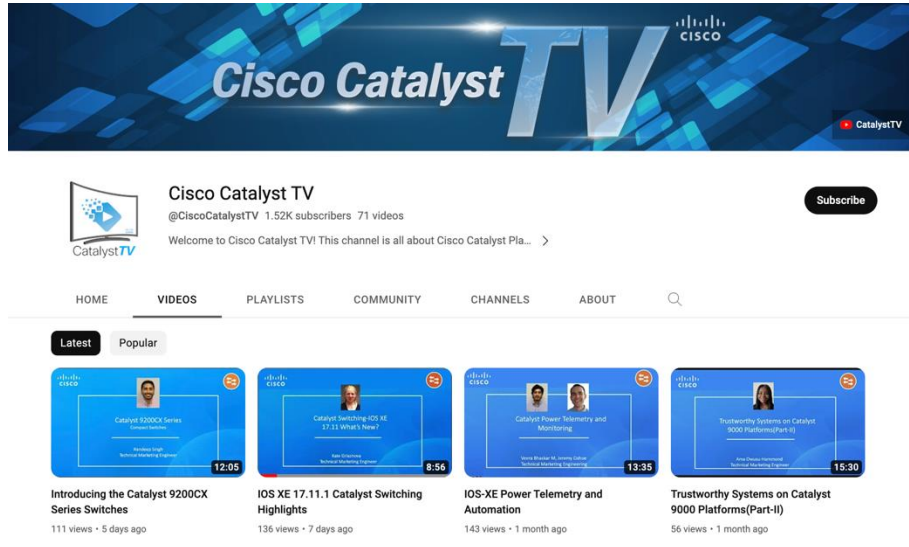 Cisco Catalyst TV
CISCO
CatalystTV
CatalystTV
Cisco Catalyst TV
@CiscoCatalystTV 1.52K subscribers 71 videos
Welcome to Cisco Catalyst TV! This channel is all about Cisco Catalyst Pla...
Subscribe
HOME VIDEOS PLAYLISTS COMMUNITY CHANNELS ABOUT
Latest Popular
CISCO
Catalyst 9200CX Series
Compact Switches
Technical Marketing Engineer
12:05
Introducing the Catalyst 9200CX
Series Switches
111 views • 5 days ago
CISCO
Catalyst Switching-IOS XE
17.11 What's New?
Technical Marketing Engineer
8:56
IOS XE 17.11.1 Catalyst Switching
Highlights
136 views • 7 days ago
CISCO
Catalyst Power Telemetry and
Monitoring
Technical Marketing Engineering
13:35
IOS-XE Power Telemetry and
Automation
143 views • 1 month ago
CISCO
Trustworthy Systems on Catalyst
9000 Platforms(Part-II)
Technical Marketing Engineer
15:30
Trustworthy Systems on Catalyst
9000 Platforms(Part-II)
56 views • 1 month ago